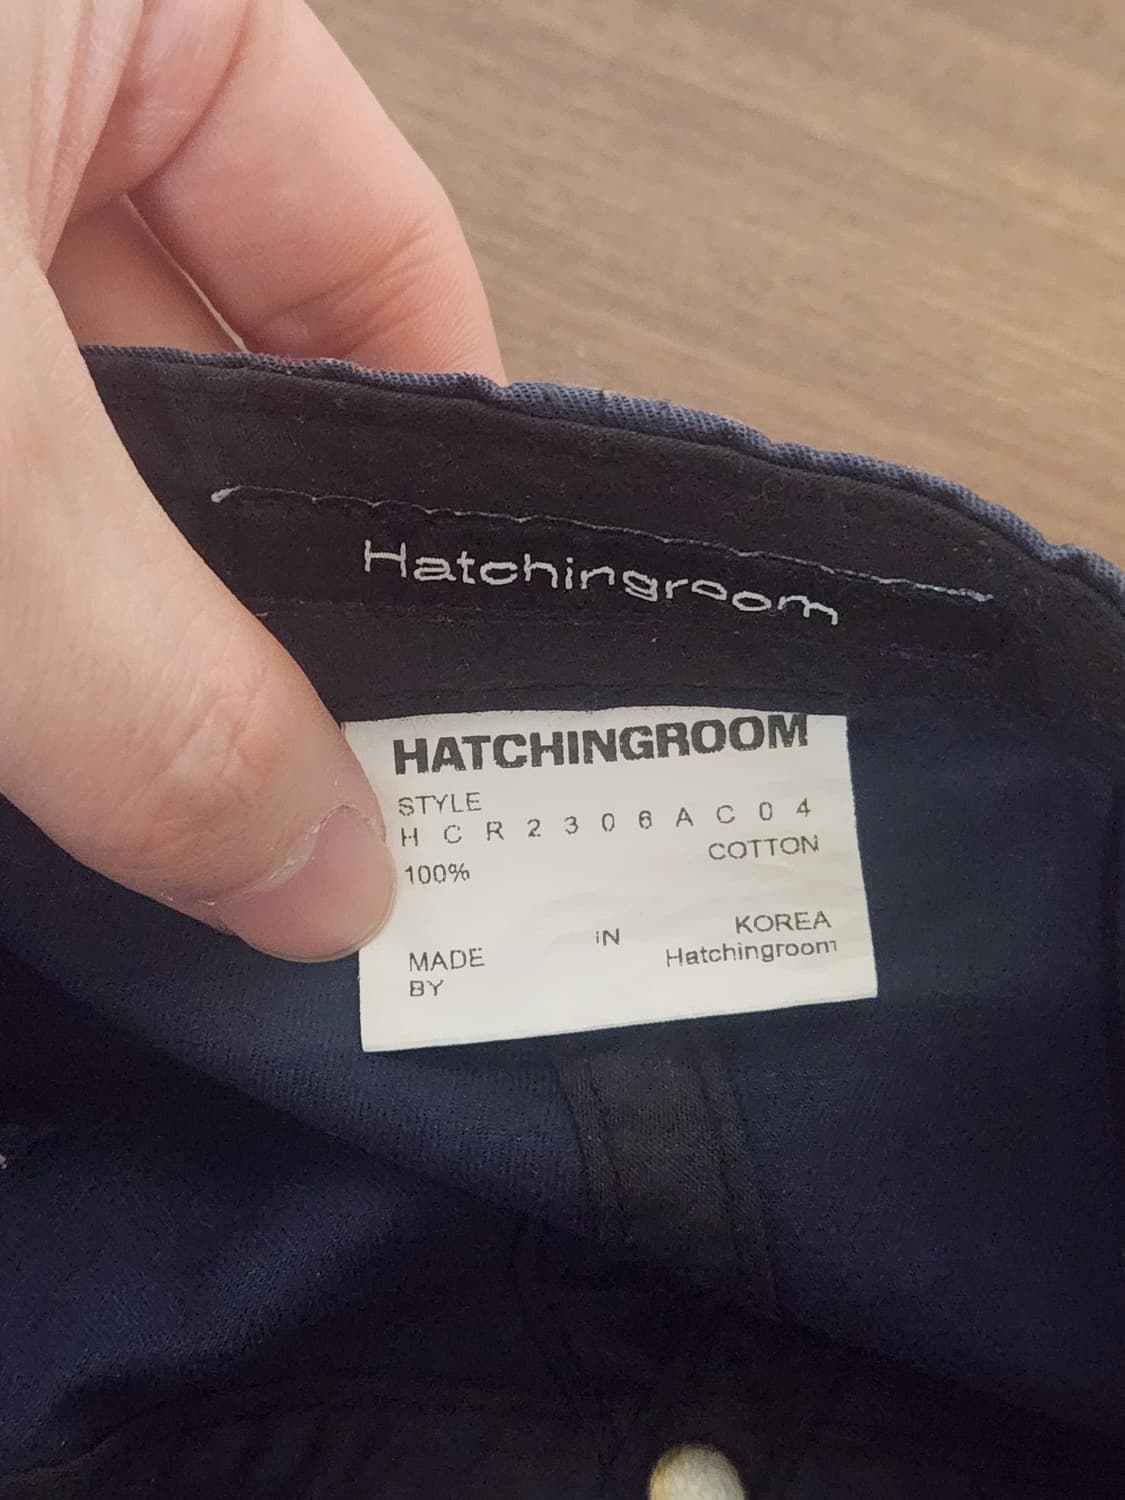 Hatchingroom
HATCHINGROOM
STYLE
H C R 2 3 0 6 A C 0 4
100% COTTON
MADE iN KOREA
BY Hatchingroom